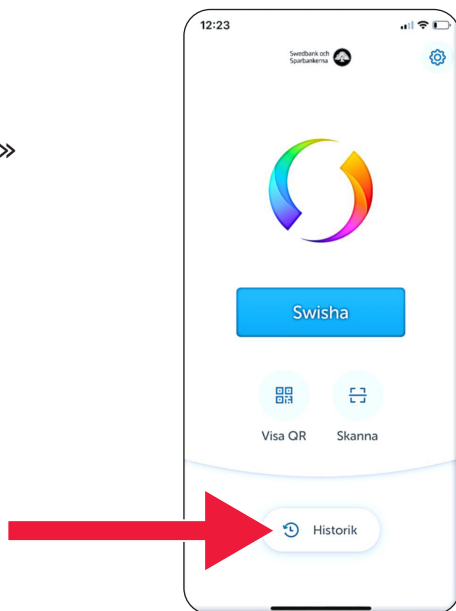 12:23
Swedbank och
Sparbankerna
»
Swisha
Visa QR Skanna
Historik